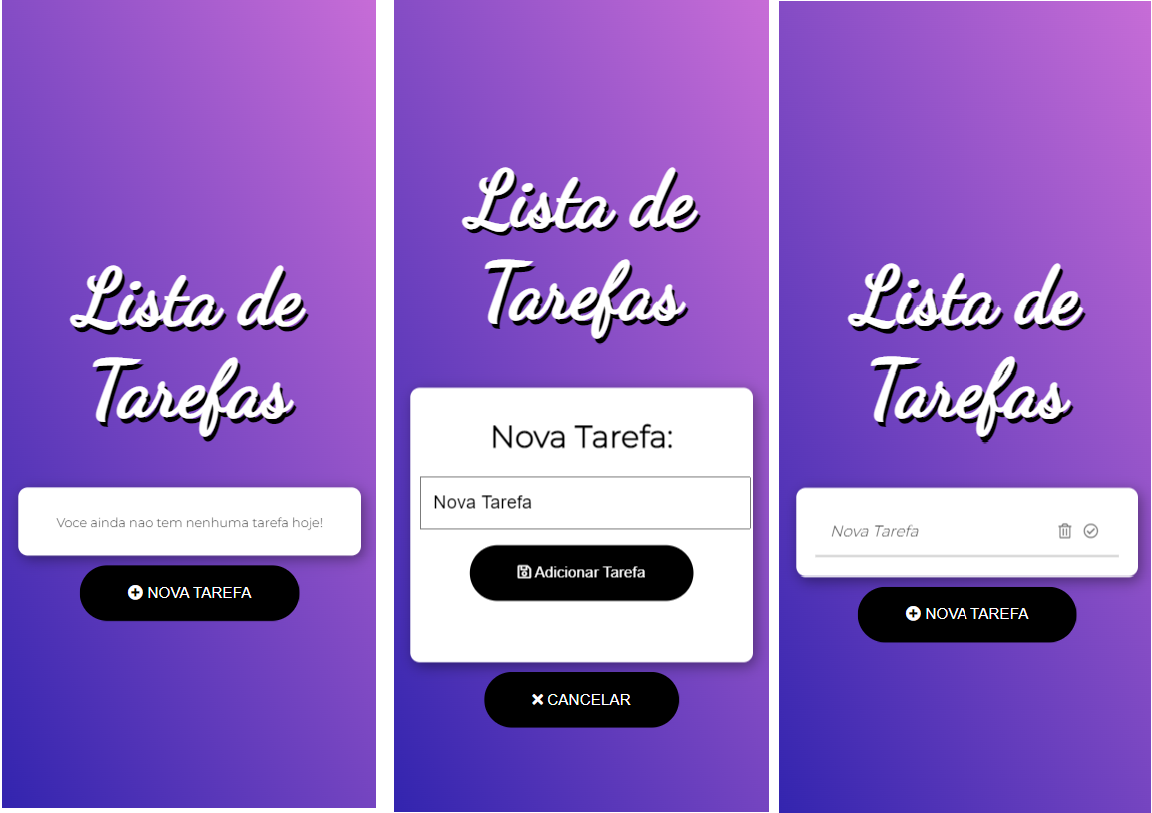 Lista de
Tarefas
Voce ainda nao tem nenhuma tarefa hoje!
NOVA TAREFA
Lista de
Tarefas
Nova Tarefa:
Nova Tarefa
Adicionar Tarefa
CANCELAR
Lista de
Tarefas
Nova Tarefa
NOVA TAREFA